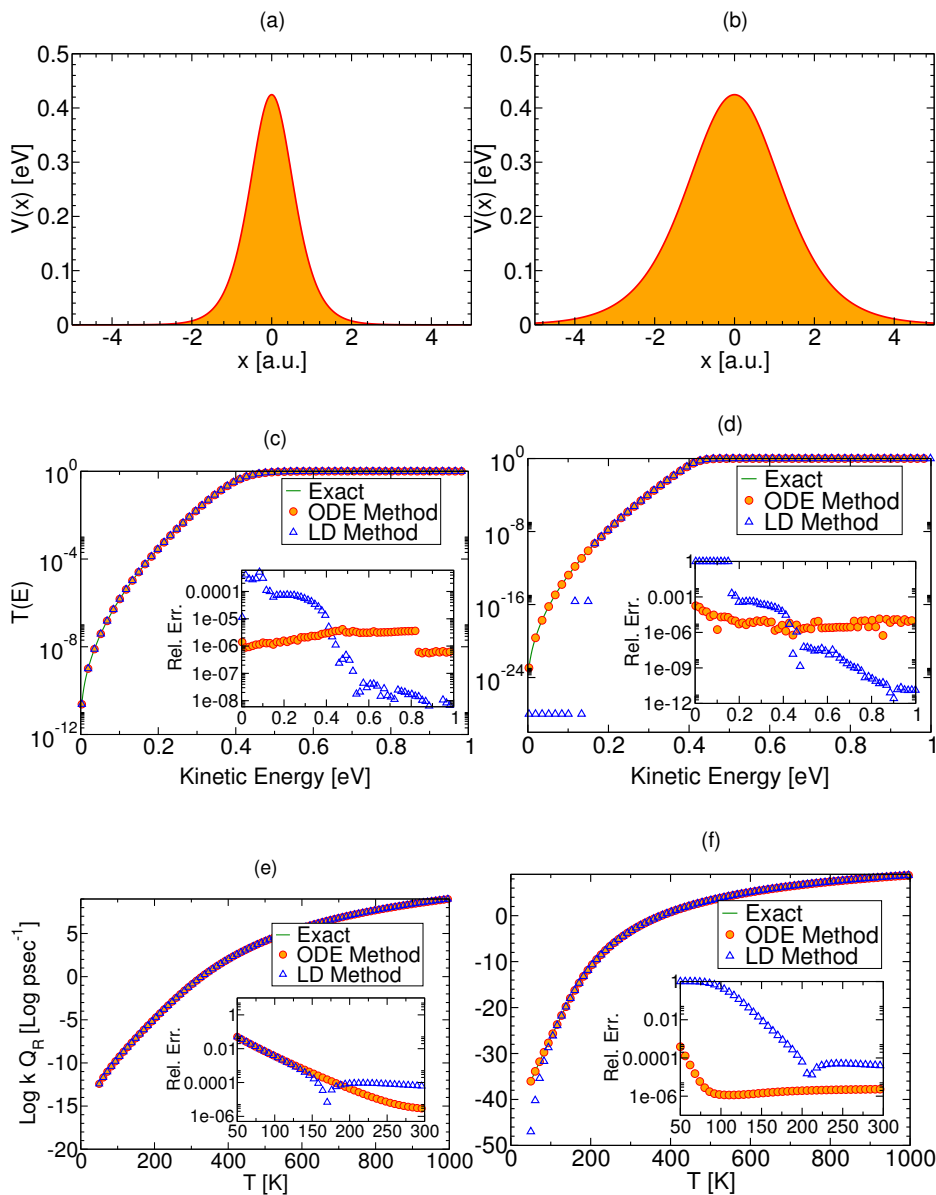 (a)
V(x) [eV]
0.5
0.4
0.3
0.2
0.1
0
-4 -2 0 2 4
x [a.u.]
(b)
V(x) [eV]
0.5
0.4
0.3
0.2
0.1
0
-4 -2 0 2 4
x [a.u.]
(c)
T(E)
10^0
10^-4
10^-8
10^-12
Exact
ODE Method
LD Method
Rel. Err.
0.0001
1e-05
1e-06
1e-07
1e-08
0 0.2 0.4 0.6 0.8 1
0 0.2 0.4 0.6 0.8 1
Kinetic Energy [eV]
(d)
10^0
10^-8
10^-16
10^-24
Exact
ODE Method
LD Method
Rel. Err.
1
0.001
1e-06
1e-09
1e-12
0 0.2 0.4 0.6 0.8 1
0 0.2 0.4 0.6 0.8 1
Kinetic Energy [eV]
(e)
Log k Q_R [Log psec^-1]
5
0
-5
-10
-15
-20
Exact
ODE Method
LD Method
Rel. Err.
1
0.01
0.0001
1e-06
50 100 150 200 250 300
0 200 400 600 800 1000
T [K]
(f)
0
-10
-20
-30
-40
-50
Exact
ODE Method
LD Method
Rel. Err.
1
0.01
0.0001
1e-06
50 100 150 200 250 300
0 200 400 600 800 1000
T [K]